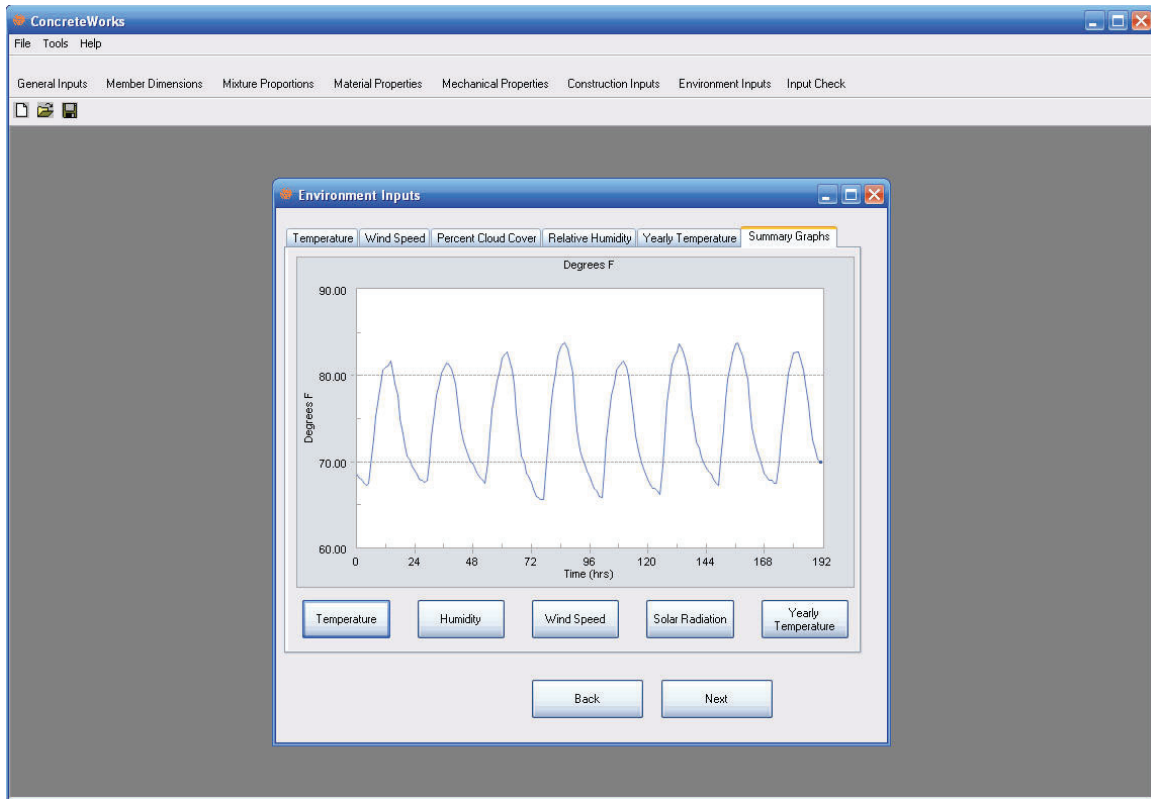 ConcreteWorks
File Tools Help
General Inputs Member Dimensions Mixture Proportions Material Properties Mechanical Properties Construction Inputs Environment Inputs Input Check
Environment Inputs
Temperature Wind Speed Percent Cloud Cover Relative Humidity Yearly Temperature Summary Graphs
Degrees F
90.00
80.00
Degrees F
70.00
60.00
0 24 48 72 96 120 144 168 192
Time (hrs)
Temperature Humidity Wind Speed Solar Radiation Yearly Temperature
Back Next